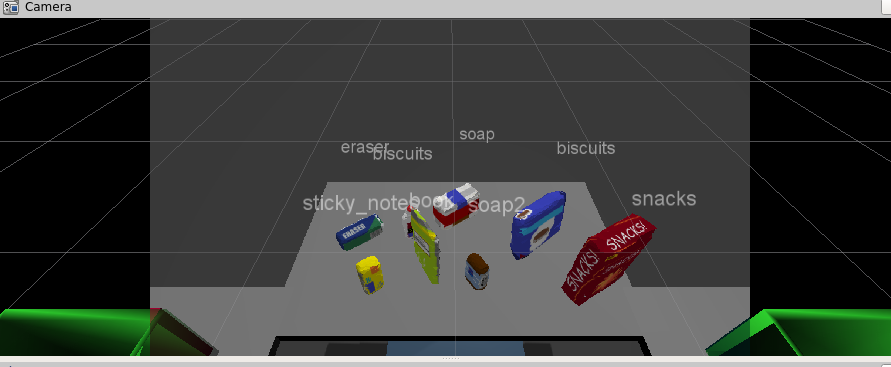 Camera
soap
eraser
biscuits
biscuits
snacks
sticky_notebook
soap2
ERASER
SNACKS!
SNACKS!